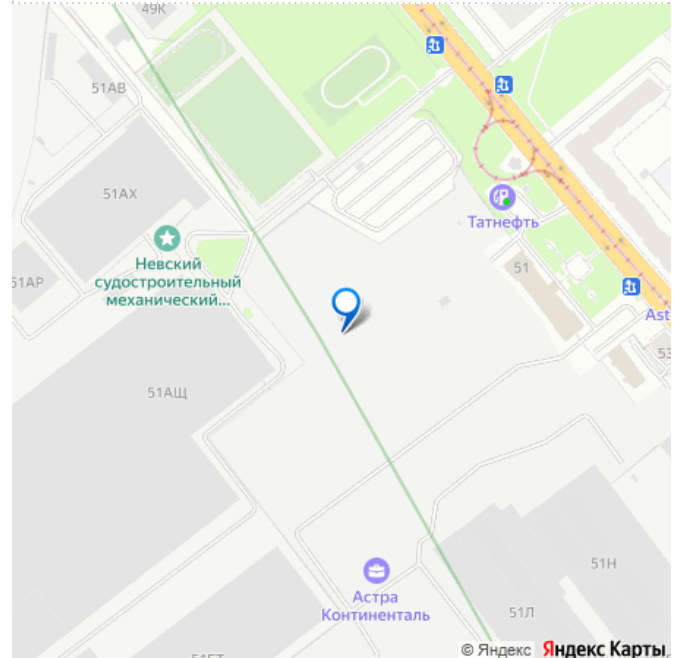 49К
51АВ
51АХ
Татнефть
Невский
судостроительный
механический...
51АР
51
Ast
53
51АЩ
51Н
Астра
Континенталь
51Л
© Яндекс Яндекс Карты